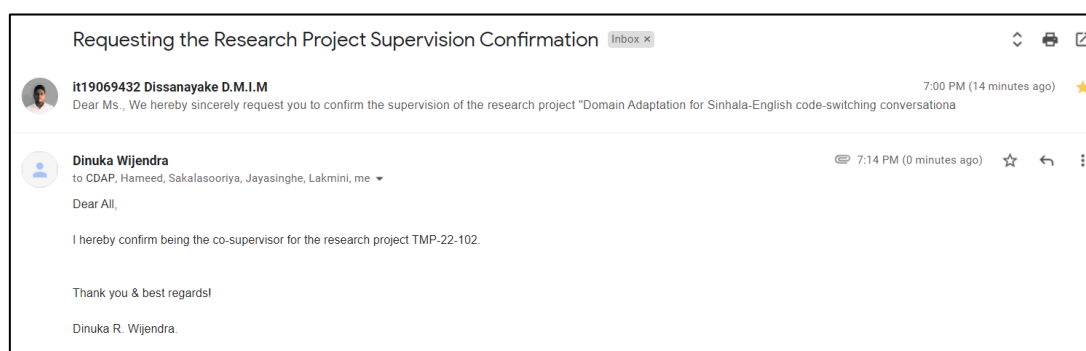 Requesting the Research Project Supervision Confirmation Inbox ×
it19069432 Dissanayake D.M.I.M 7:00 PM (14 minutes ago)
Dear Ms., We hereby sincerely request you to confirm the supervision of the research project "Domain Adaptation for Sinhala-English code-switching conversationa
Dinuka Wijendra 7:14 PM (0 minutes ago)
to CDAP, Hameed, Sakalasooriya, Jayasinghe, Lakmini, me
Dear All,
I hereby confirm being the co-supervisor for the research project TMP-22-102.
Thank you & best regards!
Dinuka R. Wijendra.